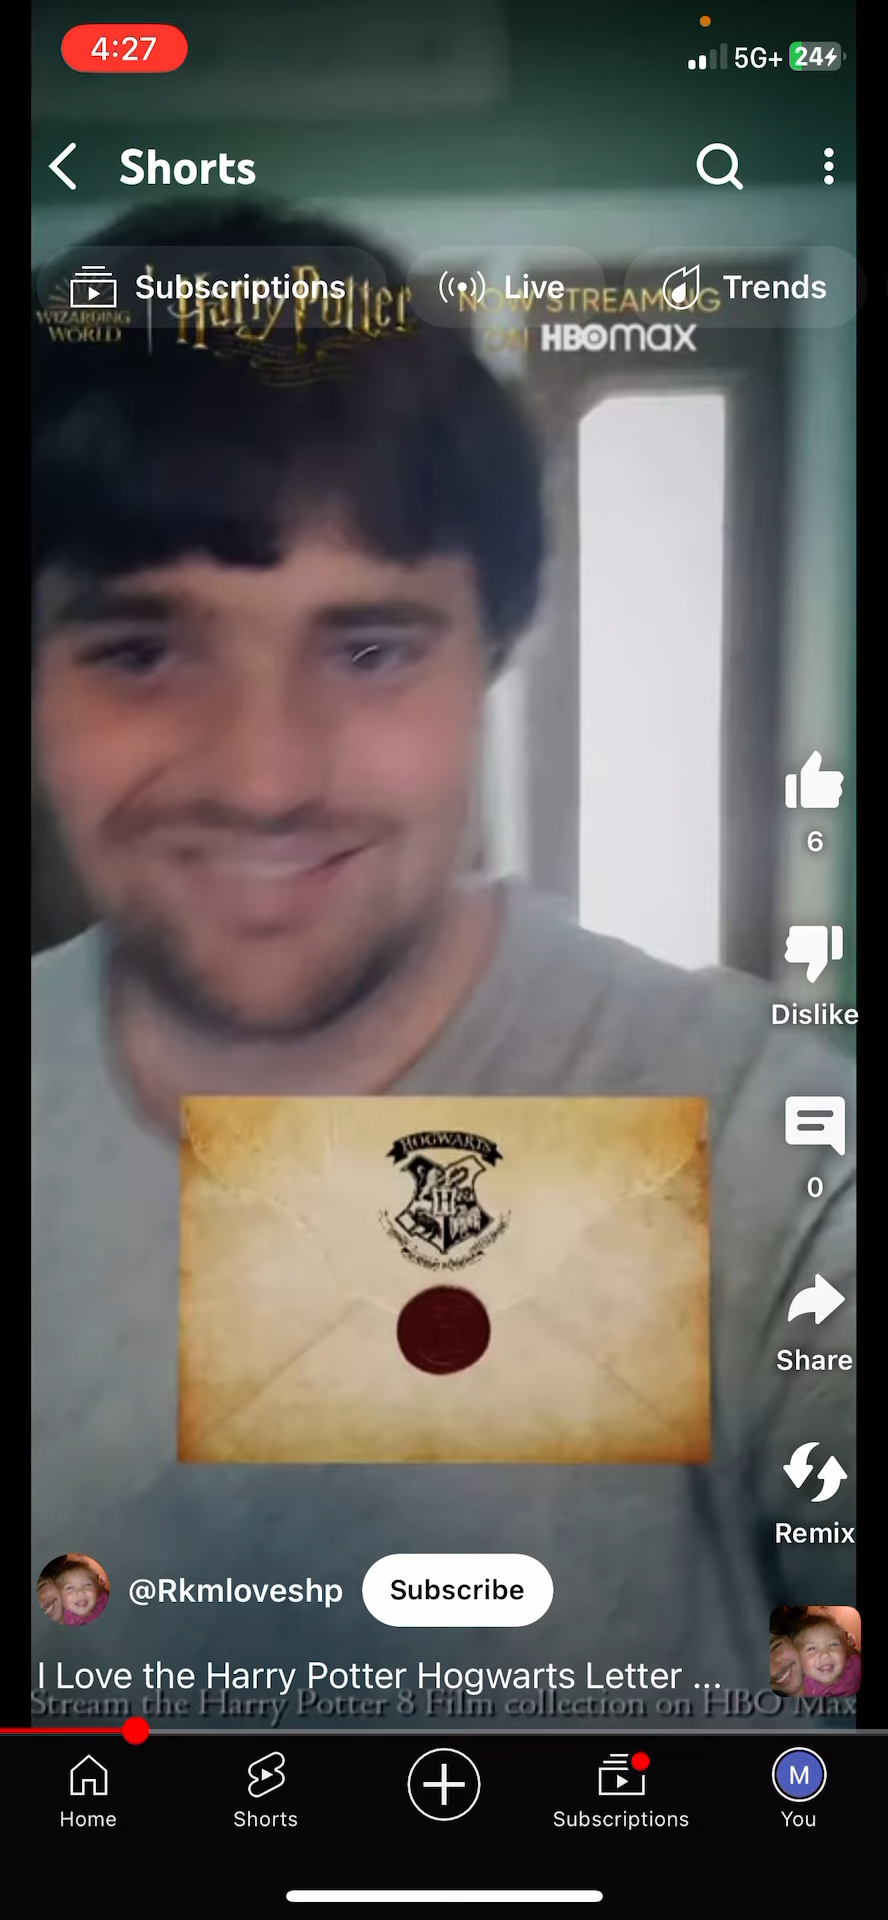 4:27
5G+ 24
Shorts
Subscriptions
Live
Trends
WIZARDING
WORLD
Harry Potter
NOW STREAMING
ON HBOmax
6
Dislike
HOGWARTS
H
0
Share
Remix
@Rkmloveshp
Subscribe
I Love the Harry Potter Hogwarts Letter ...
Stream the Harry Potter 8 Film collection on HBO Max
Home
Shorts
Subscriptions
M
You